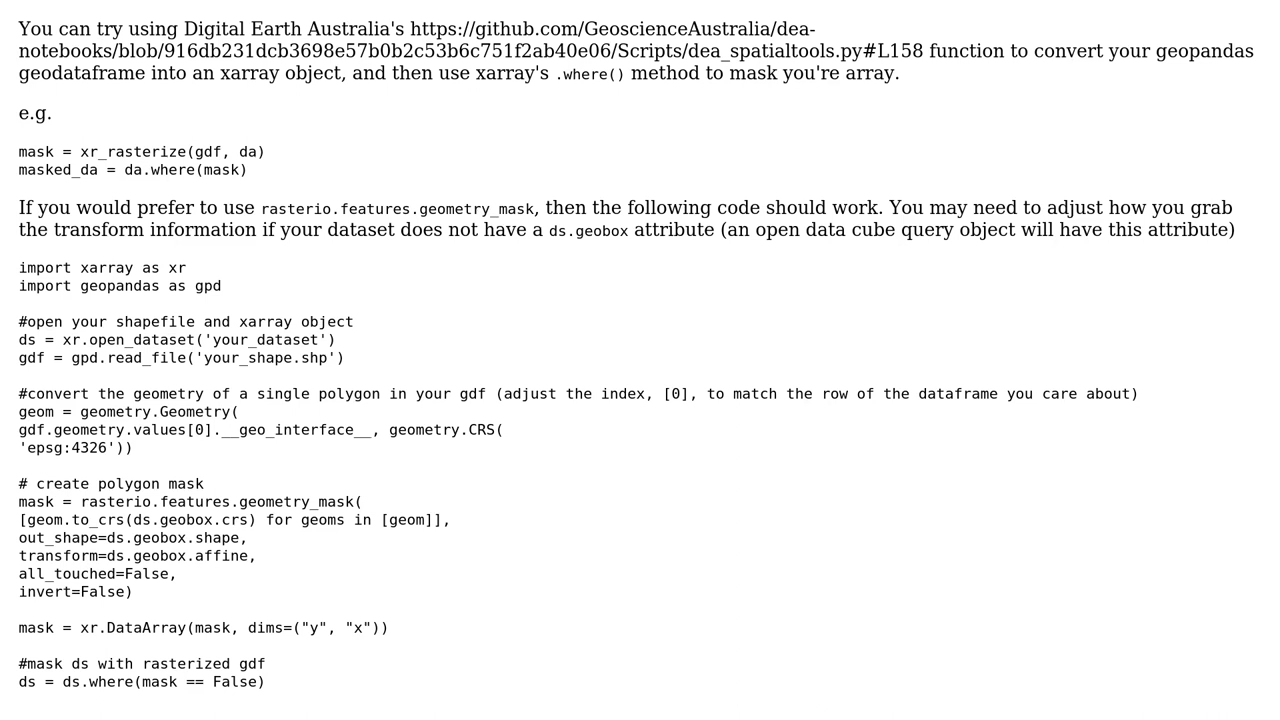 You can try using Digital Earth Australia's https://github.com/GeoscienceAustralia/dea-
notebooks/blob/916db231dcb3698e57b0b2c53b6c751f2ab40e06/Scripts/dea_spatialtools.py#L158 function to convert your geopandas
geodataframe into an xarray object, and then use xarray's .where() method to mask you're array.
e.g.
mask = xr_rasterize(gdf, da)
masked_da = da.where(mask)
If you would prefer to use rasterio.features.geometry_mask, then the following code should work. You may need to adjust how you grab
the transform information if your dataset does not have a ds.geobox attribute (an open data cube query object will have this attribute)
import xarray as xr
import geopandas as gpd
#open your shapefile and xarray object
ds = xr.open_dataset('your_dataset')
gdf = gpd.read_file('your_shape.shp')
#convert the geometry of a single polygon in your gdf (adjust the index, [0], to match the row of the dataframe you care about)
geom = geometry.Geometry(
gdf.geometry.values[0].__geo_interface__, geometry.CRS(
'epsg:4326'))
# create polygon mask
mask = rasterio.features.geometry_mask(
[geom.to_crs(ds.geobox.crs) for geoms in [geom]],
out_shape=ds.geobox.shape,
transform=ds.geobox.affine,
all_touched=False,
invert=False)
mask = xr.DataArray(mask, dims=("y", "x"))
#mask ds with rasterized gdf
ds = ds.where(mask == False)